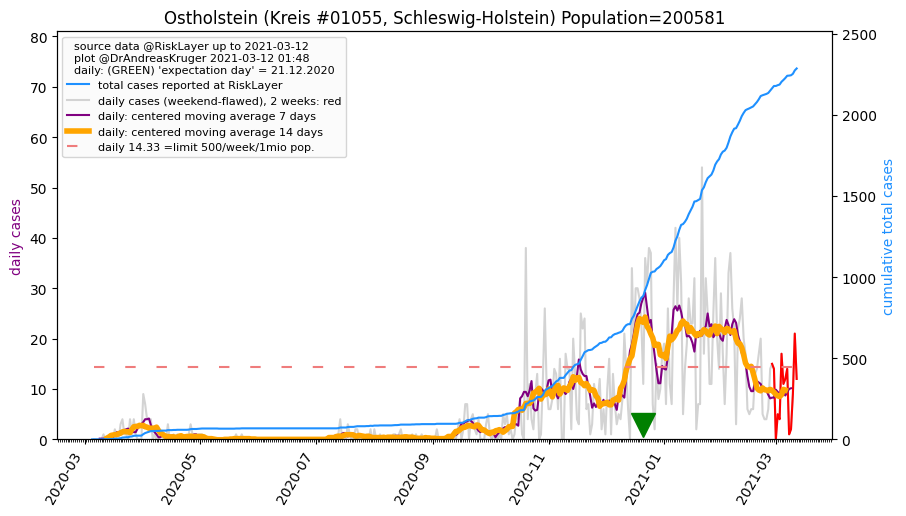 Ostholstein (Kreis #01055, Schleswig-Holstein) Population=200581
source data @RiskLayer up to 2021-03-12
plot @DrAndreasKruger 2021-03-12 01:48
daily: (GREEN) 'expectation day' = 21.12.2020
total cases reported at RiskLayer
daily cases (weekend-flawed), 2 weeks: red
daily: centered moving average 7 days
daily: centered moving average 14 days
daily 14.33 =limit 500/week/1mio pop.
daily cases
80
70
60
50
40
30
20
10
0
cumulative total cases
2500
2000
1500
1000
500
0
2020-03
2020-05
2020-07
2020-09
2020-11
2021-01
2021-03